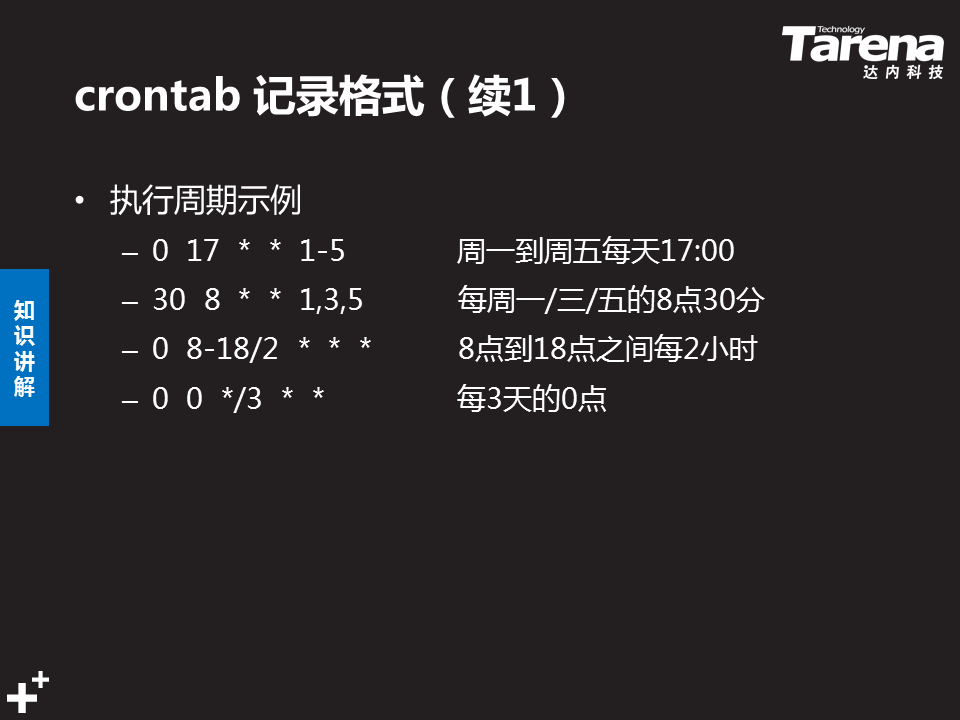 Technology
Tarena
达内科技
crontab 记录格式（续1）
• 执行周期示例
– 0 17 * * 1-5 周一到周五每天17:00
– 30 8 * * 1,3,5 每周一/三/五的8点30分
– 0 8-18/2 * * * 8点到18点之间每2小时
– 0 0 */3 * * 每3天的0点
知识讲解